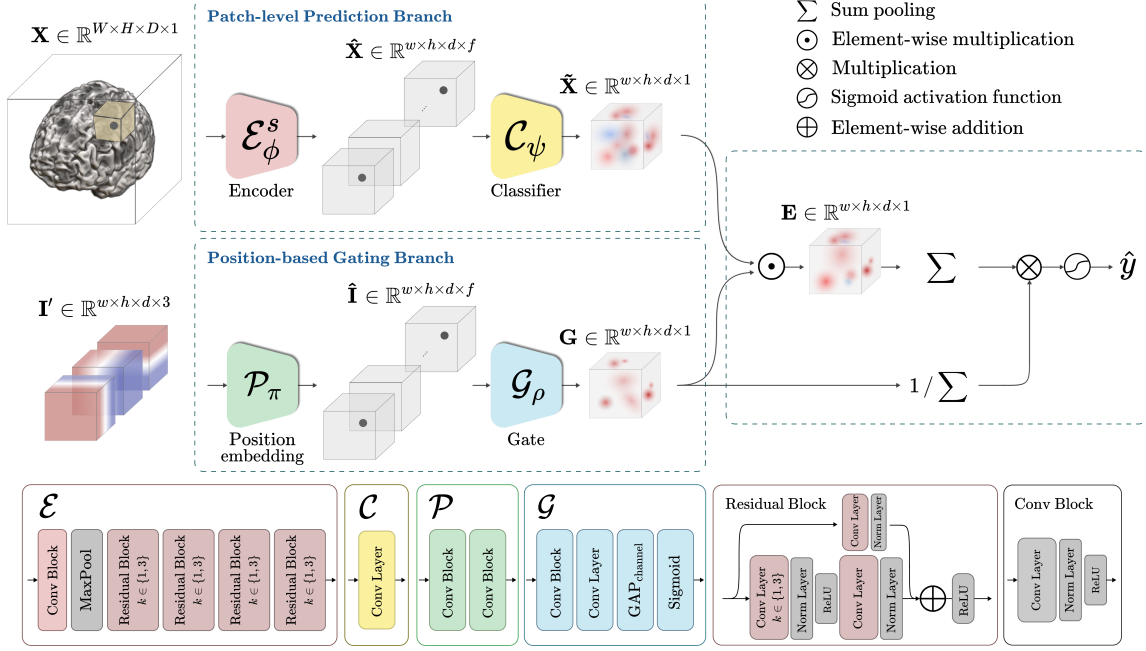 X ∈ ℝ^{W×H×D×1}
Patch-level Prediction Branch
X̂ ∈ ℝ^{w×h×d×f}
X̃ ∈ ℝ^{w×h×d×1}
ℰ^s_ϕ
Encoder
𝒞_ψ
Classifier
∑ Sum pooling
⊙ Element-wise multiplication
⊗ Multiplication
Sigmoid activation function
⊕ Element-wise addition
I′ ∈ ℝ^{w×h×d×3}
Position-based Gating Branch
Î ∈ ℝ^{w×h×d×f}
G ∈ ℝ^{w×h×d×1}
𝒫_π
Position
embedding
𝒢_ρ
Gate
E ∈ ℝ^{w×h×d×1}
⊙
∑
⊗
ŷ
1/∑
ℰ
Conv Block
MaxPool
Residual Block
k ∈ {1, 3}
Residual Block
k ∈ {1, 3}
Residual Block
k ∈ {1, 3}
Residual Block
k ∈ {1, 3}
𝒞
Conv Layer
𝒫
Conv Block
Conv Block
𝒢
Conv Block
Conv Layer
GAP_channel
Sigmoid
Residual Block
Conv Layer
Norm Layer
Conv Layer
k ∈ {1, 3}
Norm Layer
ReLU
Conv Layer
Norm Layer
⊕
ReLU
Conv Block
Conv Layer
Norm Layer
ReLU